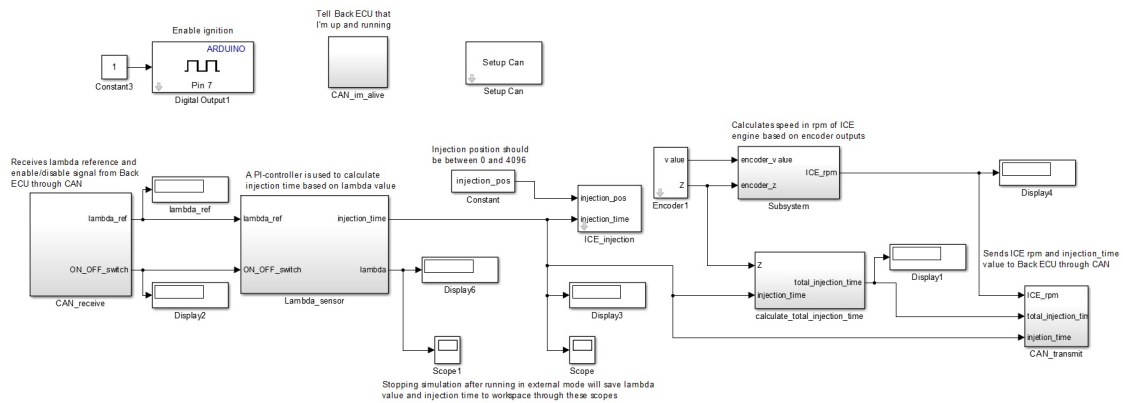 Tell Back ECU that
I'm up and running
Enable ignition
ARDUINO
1
Pin 7
Setup Can
Constant3
Digital Output1
CAN_im_alive
Setup Can
Calculates speed in rpm of ICE
engine based on encoder outputs
Injection position should
be between 0 and 4096
Receives lambda reference and
enable/disable signal from Back
ECU through CAN
A PI-controller is used to calculate
injection time based on lambda value
value
Z
Encoder1
encoder_value
encoder_z
ICE_rpm
Subsystem
Display4
injection_pos
Constant
injection_pos
injection_time
ICE_injection
lambda_ref
lambda_ref
ON_OFF_switch
CAN_receive
Display2
lambda_ref
injection_time
ON_OFF_switch
lambda
Lambda_sensor
Display6
Display3
Z
total_injection_time
injection_time
calculate_total_injection_time
Display1
Sends ICE rpm and injection_time
value to Back ECU through CAN
ICE_rpm
total_injection_tim
injetion_time
CAN_transmit
Scope1
Scope
Stopping simulation after running in external mode will save lambda
value and injection time to workspace through these scopes